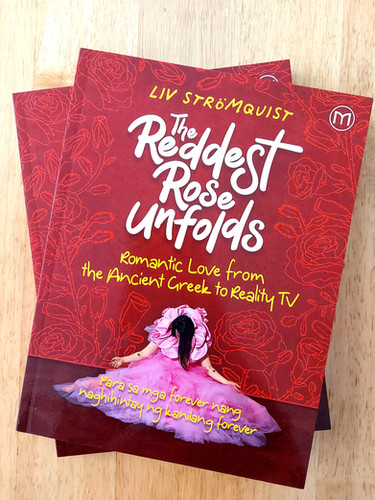 LIV STRÖMQUIST
M
The
Reddest
Rose
Unfolds
Romantic Love from
the Ancient Greek to Reality TV
Para sa mga forever nang
naghihintay ng kanilang forever